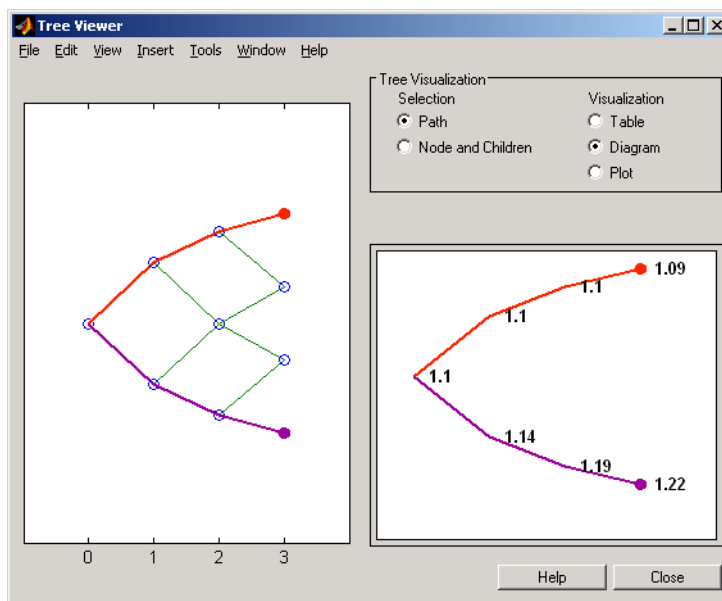 Tree Viewer
File Edit View Insert Tools Window Help
Tree Visualization
Selection
Visualization
Path
Table
Node and Children
Diagram
Plot
0 1 2 3
1.09
1.1
1.1
1.1
1.14
1.19
1.22
Help
Close